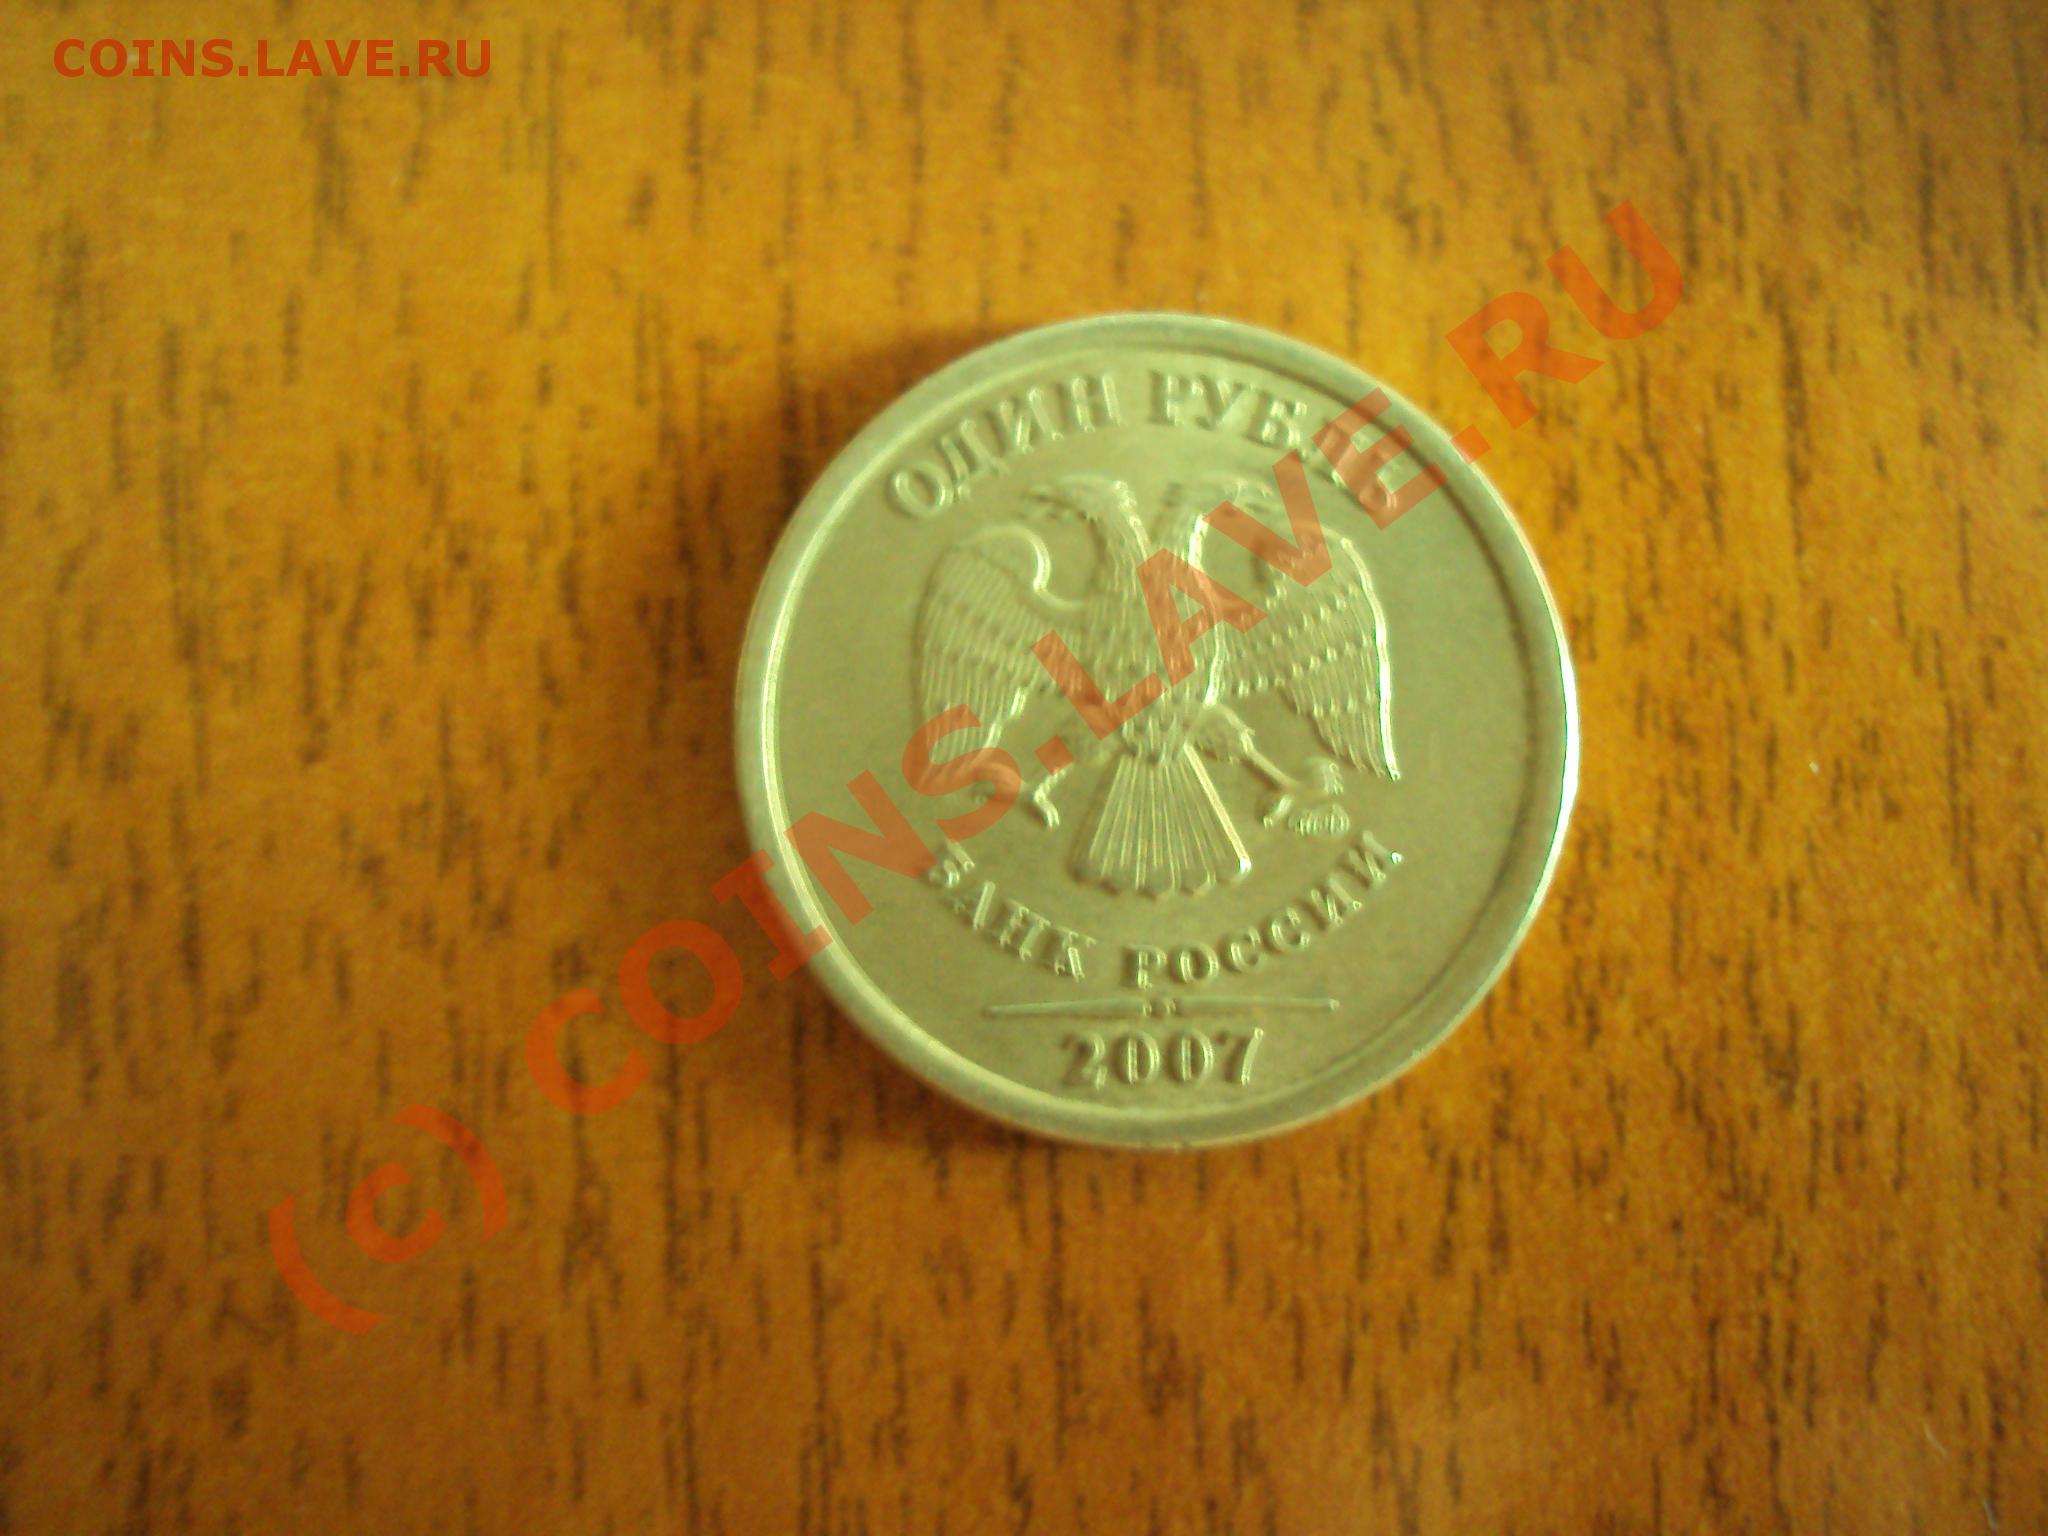 COINS.LAVE.RU
ОДИН РУБЛЬ
БАНК РОССИИ
2007
(c) COINS.LAVE.RU